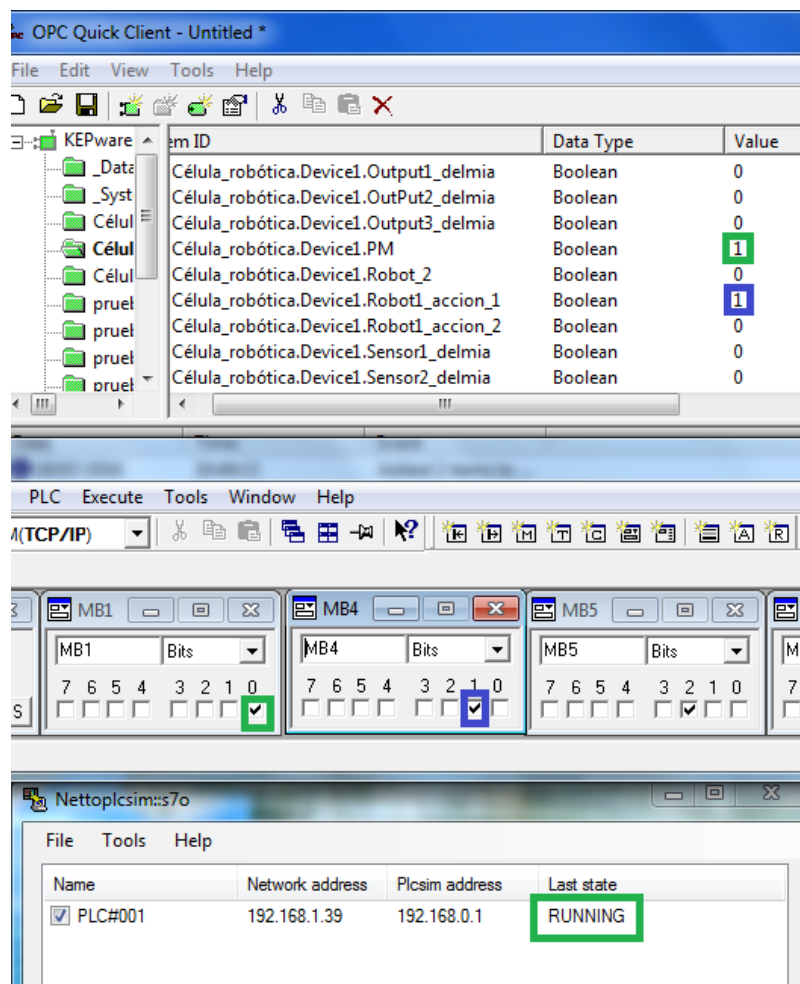 OPC Quick Client - Untitled *
File Edit View Tools Help
KEPware em ID Data Type Value
_Data Célula_robótica.Device1.Output1_delmia Boolean 0
_Syst Célula_robótica.Device1.OutPut2_delmia Boolean 0
Célul Célula_robótica.Device1.Output3_delmia Boolean 0
Célul Célula_robótica.Device1.PM Boolean 1
Célul Célula_robótica.Device1.Robot_2 Boolean 0
prueb Célula_robótica.Device1.Robot1_accion_1 Boolean 1
prueb Célula_robótica.Device1.Robot1_accion_2 Boolean 0
prueb Célula_robótica.Device1.Sensor1_delmia Boolean 0
prueb Célula_robótica.Device1.Sensor2_delmia Boolean 0
PLC Execute Tools Window Help
M(TCP/IP)
MB1 MB4 MB5
MB1 Bits MB4 Bits MB5 Bits M
7 6 5 4 3 2 1 0 7 6 5 4 3 2 1 0 7 6 5 4 3 2 1 0 7
S
Nettoplcsim::s7o
File Tools Help
Name Network address Plcsim address Last state
PLC#001 192.168.1.39 192.168.0.1 RUNNING